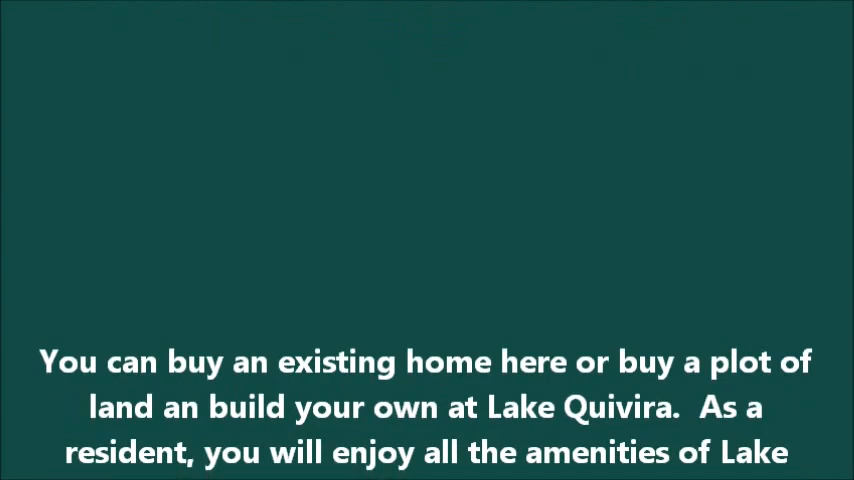 You can buy an existing home here or buy a plot of
land an build your own at Lake Quivira.  As a
resident, you will enjoy all the amenities of Lake